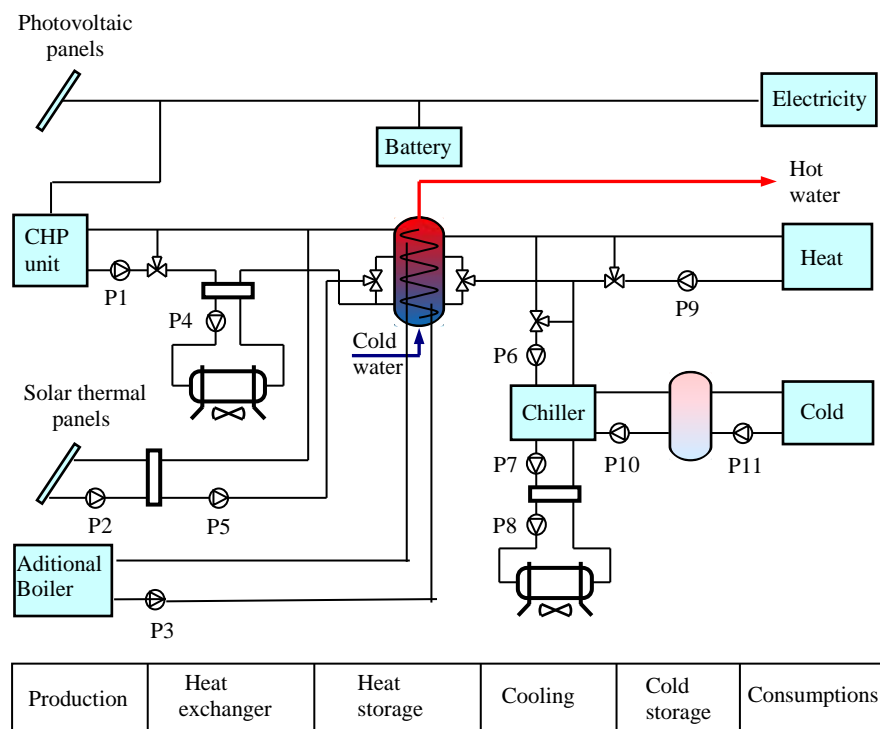 Photovoltaic
panels
Electricity
Battery
Hot
water
CHP
unit
Heat
P1
P9
P4
Cold
water
P6
Solar thermal
panels
Chiller
Cold
P10
P11
P7
P2
P5
P8
Aditional
Boiler
P3
Production
Heat
exchanger
Heat
storage
Cooling
Cold
storage
Consumptions